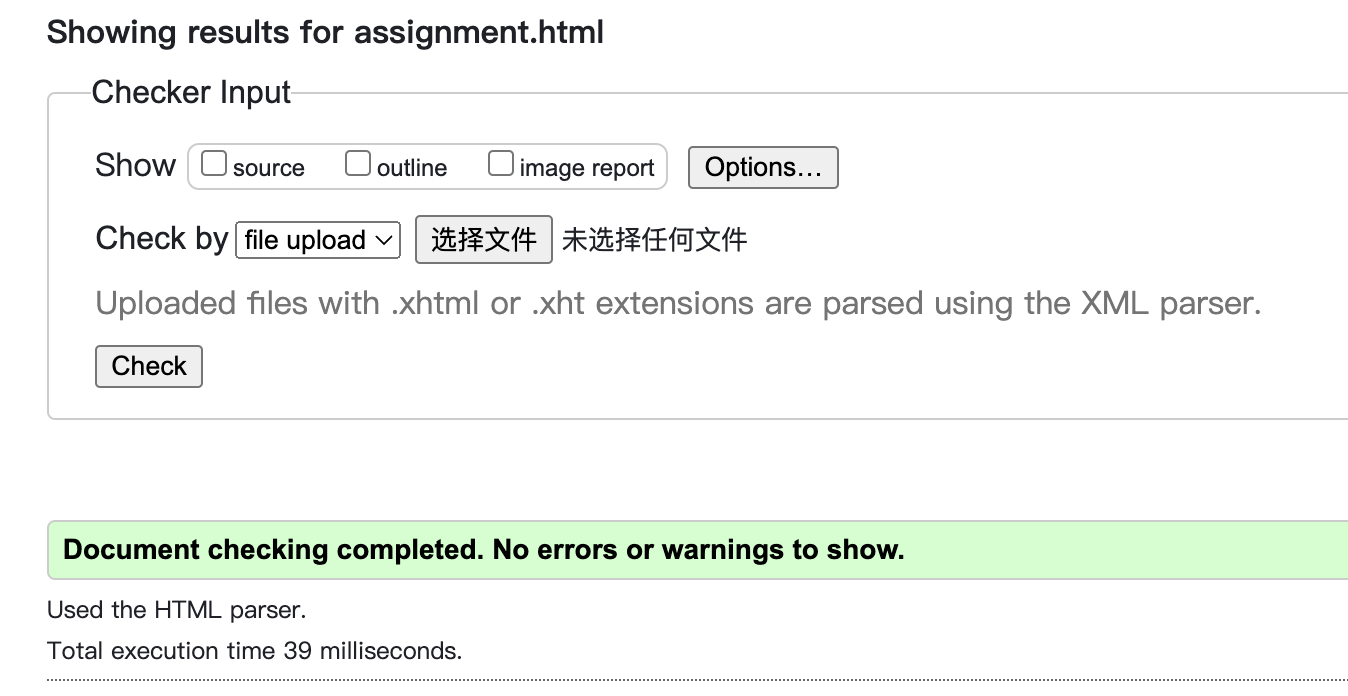 Showing results for assignment.html
Checker Input
Show source outline image report Options...
Check by file upload 选择文件 未选择任何文件
Uploaded files with .xhtml or .xht extensions are parsed using the XML parser.
Check
Document checking completed. No errors or warnings to show.
Used the HTML parser.
Total execution time 39 milliseconds.